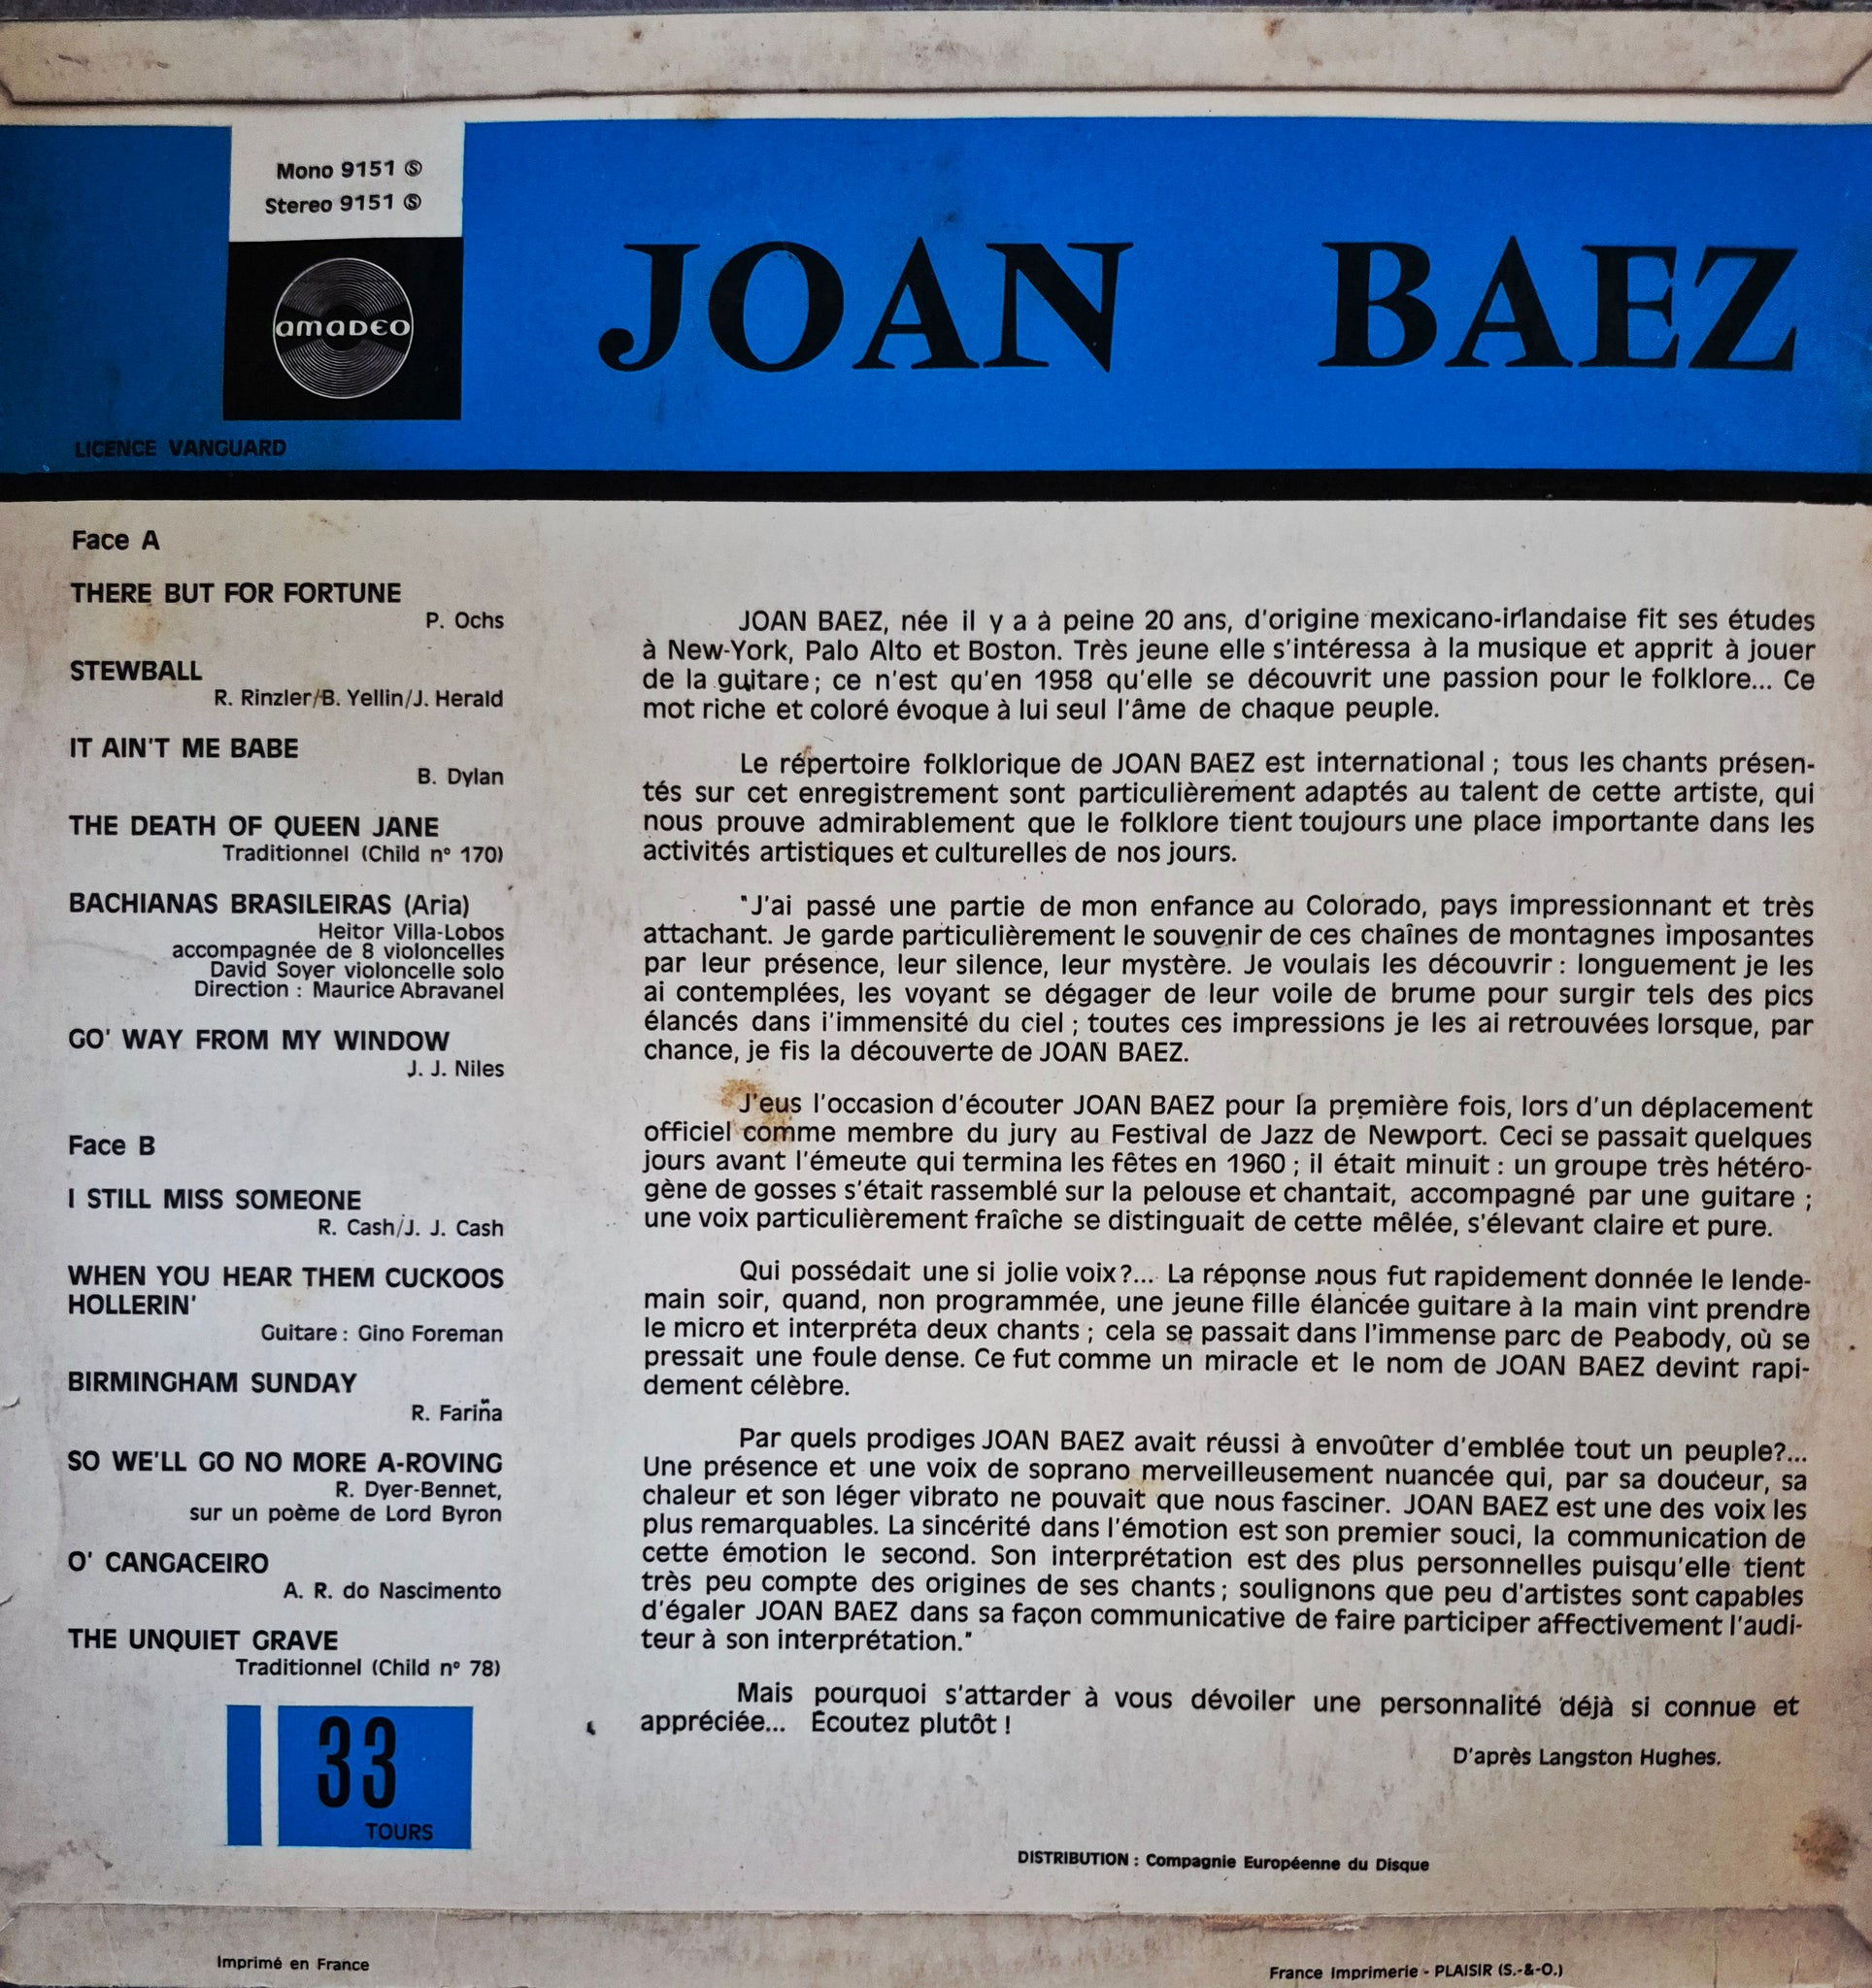 Mono 9151 Ⓢ
Stereo 9151 Ⓢ
amaDEO
LICENCE VANGUARD
JOAN BAEZ
Face A
THERE BUT FOR FORTUNE
P. Ochs
STEWBALL
R. Rinzler/B. Yellin/J. Herald
IT AIN'T ME BABE
B. Dylan
THE DEATH OF QUEEN JANE
Traditionnel (Child n° 170)
BACHIANAS BRASILEIRAS (Aria)
Heitor Villa-Lobos
accompagnée de 8 violoncelles
David Soyer violoncelle solo
Direction : Maurice Abravanel
GO' WAY FROM MY WINDOW
J. J. Niles
Face B
I STILL MISS SOMEONE
R. Cash/J. J. Cash
WHEN YOU HEAR THEM CUCKOOS
HOLLERIN'
Guitare : Gino Foreman
BIRMINGHAM SUNDAY
R. Fariña
SO WE'LL GO NO MORE A-ROVING
R. Dyer-Bennet,
sur un poème de Lord Byron
O' CANGACEIRO
A. R. do Nascimento
THE UNQUIET GRAVE
Traditionnel (Child n° 78)
33
TOURS
JOAN BAEZ, née il y a à peine 20 ans, d'origine mexicano-irlandaise fit ses études
à New-York, Palo Alto et Boston. Très jeune elle s'intéressa à la musique et apprit à jouer
de la guitare ; ce n'est qu'en 1958 qu'elle se découvrit une passion pour le folklore... Ce
mot riche et coloré évoque à lui seul l'âme de chaque peuple.
Le répertoire folklorique de JOAN BAEZ est international ; tous les chants présen-
tés sur cet enregistrement sont particulièrement adaptés au talent de cette artiste, qui
nous prouve admirablement que le folklore tient toujours une place importante dans les
activités artistiques et culturelles de nos jours.
"J'ai passé une partie de mon enfance au Colorado, pays impressionnant et très
attachant. Je garde particulièrement le souvenir de ces chaînes de montagnes imposantes
par leur présence, leur silence, leur mystère. Je voulais les découvrir : longuement je les
ai contemplées, les voyant se dégager de leur voile de brume pour surgir tels des pics
élancés dans i'immensité du ciel ; toutes ces impressions je les ai retrouvées lorsque, par
chance, je fis la découverte de JOAN BAEZ.
J'eus l'occasion d'écouter JOAN BAEZ pour la première fois, lors d'un déplacement
officiel comme membre du jury au Festival de Jazz de Newport. Ceci se passait quelques
jours avant l'émeute qui termina les fêtes en 1960 ; il était minuit : un groupe très hétéro-
gène de gosses s'était rassemblé sur la pelouse et chantait, accompagné par une guitare ;
une voix particulièrement fraîche se distinguait de cette mêlée, s'élevant claire et pure.
Qui possédait une si jolie voix ?... La réponse nous fut rapidement donnée le lende-
main soir, quand, non programmée, une jeune fille élancée guitare à la main vint prendre
le micro et interpréta deux chants ; cela se passait dans l'immense parc de Peabody, où se
pressait une foule dense. Ce fut comme un miracle et le nom de JOAN BAEZ devint rapi-
dement célèbre.
Par quels prodiges JOAN BAEZ avait réussi à envoûter d'emblée tout un peuple?...
Une présence et une voix de soprano merveilleusement nuancée qui, par sa douceur, sa
chaleur et son léger vibrato ne pouvait que nous fasciner. JOAN BAEZ est une des voix les
plus remarquables. La sincérité dans l'émotion est son premier souci, la communication de
cette émotion le second. Son interprétation est des plus personnelles puisqu'elle tient
très peu compte des origines de ses chants ; soulignons que peu d'artistes sont capables
d'égaler JOAN BAEZ dans sa façon communicative de faire participer affectivement l'audi-
teur à son interprétation."
Mais pourquoi s'attarder à vous dévoiler une personnalité déjà si connue et
appréciée... Écoutez plutôt !
D'après Langston Hughes.
DISTRIBUTION : Compagnie Européenne du Disque
Imprimé en France
France Imprimerie - PLAISIR (S.-&-O.)